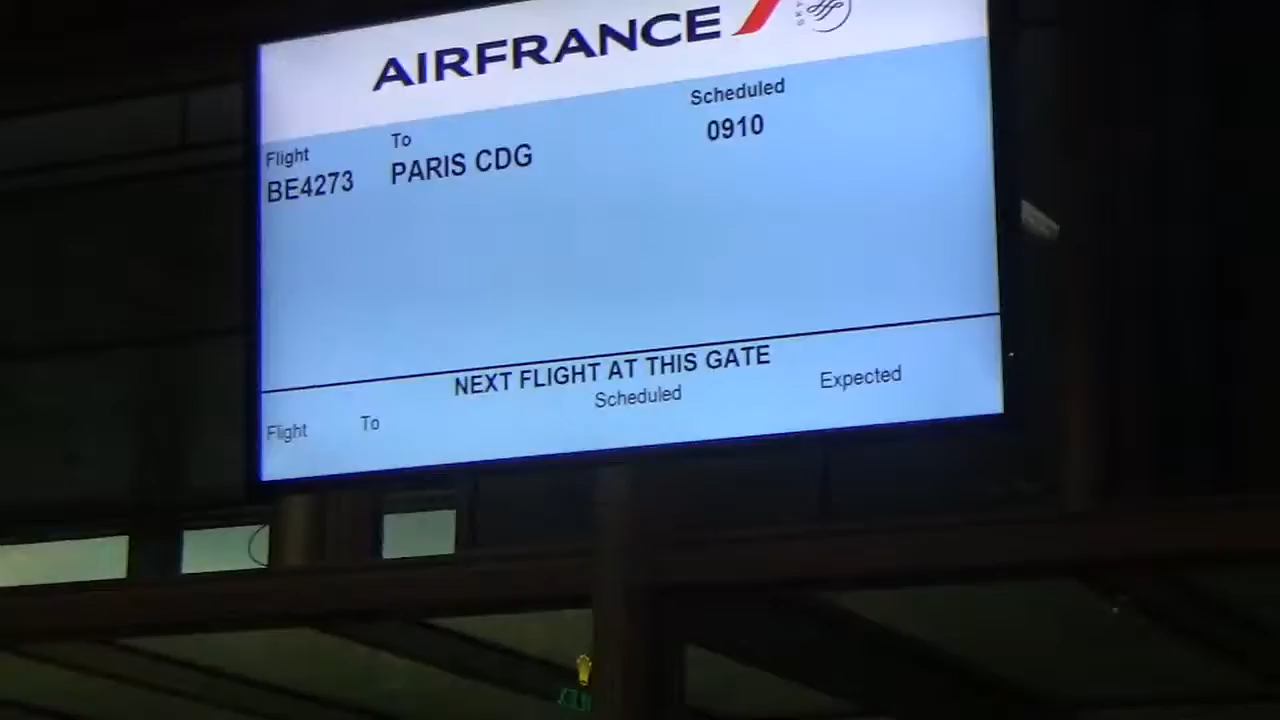 AIRFRANCE
Flight To Scheduled
BE4273 PARIS CDG 0910
NEXT FLIGHT AT THIS GATE
Flight To Scheduled Expected